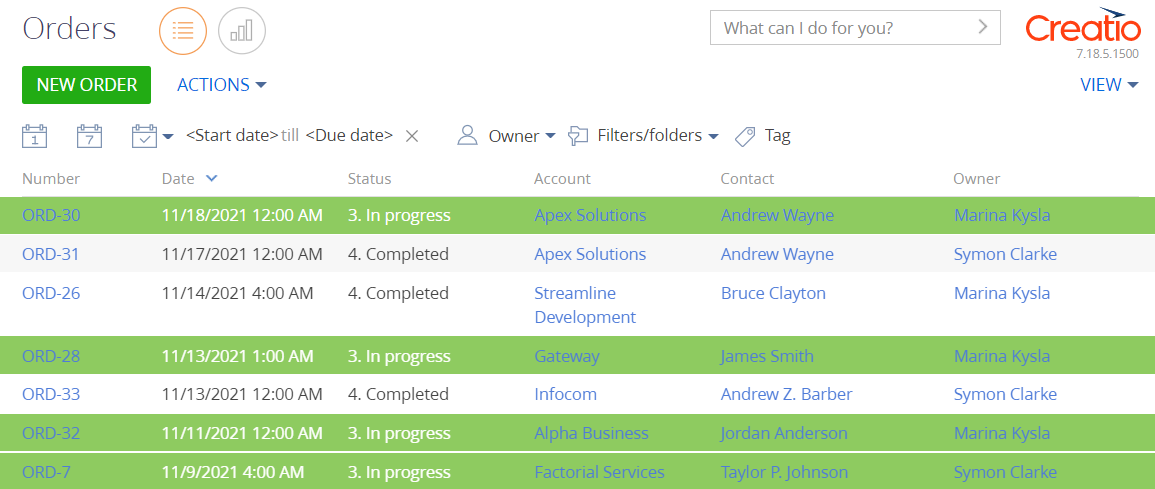 Orders
What can I do for you?
Creatio
7.18.5.1500
NEW ORDER ACTIONS VIEW
1 7 <Start date> till <Due date> Owner Filters/folders Tag
Number Date Status Account Contact Owner
ORD-30 11/18/2021 12:00 AM 3. In progress Apex Solutions Andrew Wayne Marina Kysla
ORD-31 11/17/2021 12:00 AM 4. Completed Apex Solutions Andrew Wayne Symon Clarke
ORD-26 11/14/2021 4:00 AM 4. Completed Streamline Bruce Clayton Marina Kysla
Development
ORD-28 11/13/2021 1:00 AM 3. In progress Gateway James Smith Marina Kysla
ORD-33 11/13/2021 12:00 AM 4. Completed Infocom Andrew Z. Barber Symon Clarke
ORD-32 11/11/2021 12:00 AM 3. In progress Alpha Business Jordan Anderson Marina Kysla
ORD-7 11/9/2021 4:00 AM 3. In progress Factorial Services Taylor P. Johnson Symon Clarke